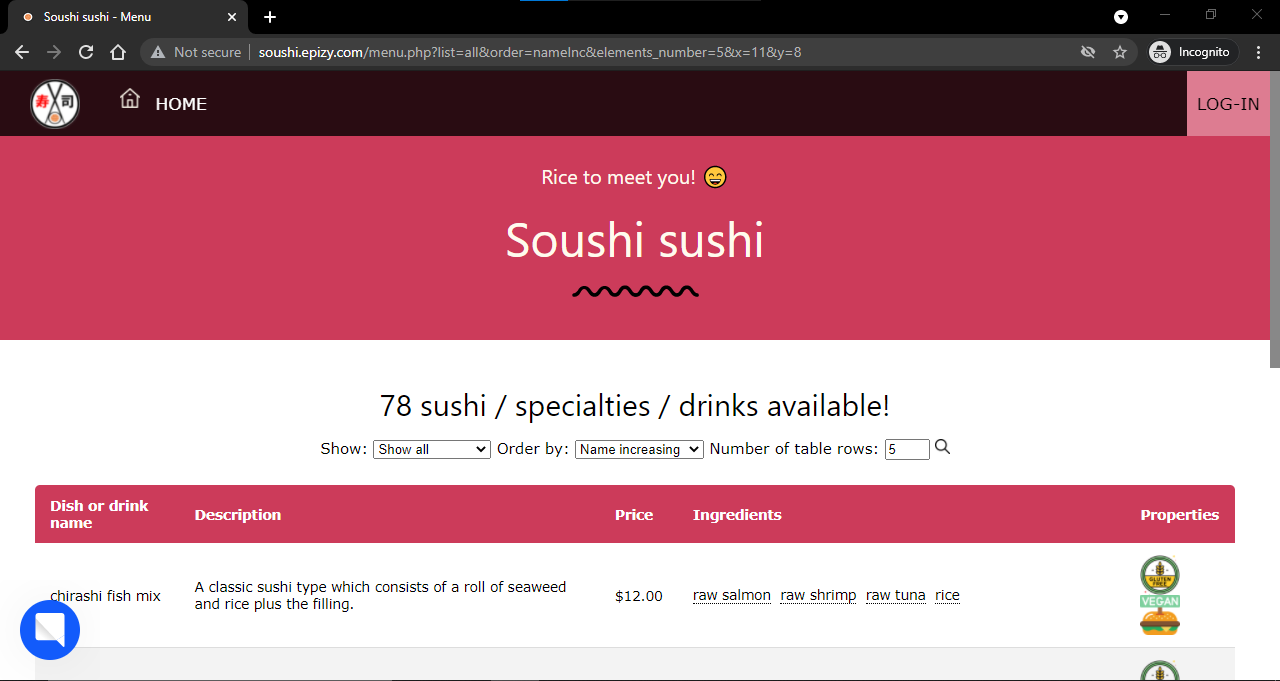 Soushi sushi - Menu
Not secure
soushi.epizy.com/menu.php?list=all&order=nameInc&elements_number=5&x=11&y=8
Incognito
寿 司
HOME
LOG-IN
Rice to meet you! 😄
Soushi sushi
78 sushi / specialties / drinks available!
Show: Show all Order by: Name increasing Number of table rows: 5
Dish or drink name
Description
Price
Ingredients
Properties
chirashi fish mix
A classic sushi type which consists of a roll of seaweed
and rice plus the filling.
$12.00
raw salmon raw shrimp raw tuna rice
GLUTEN FREE
VEGAN